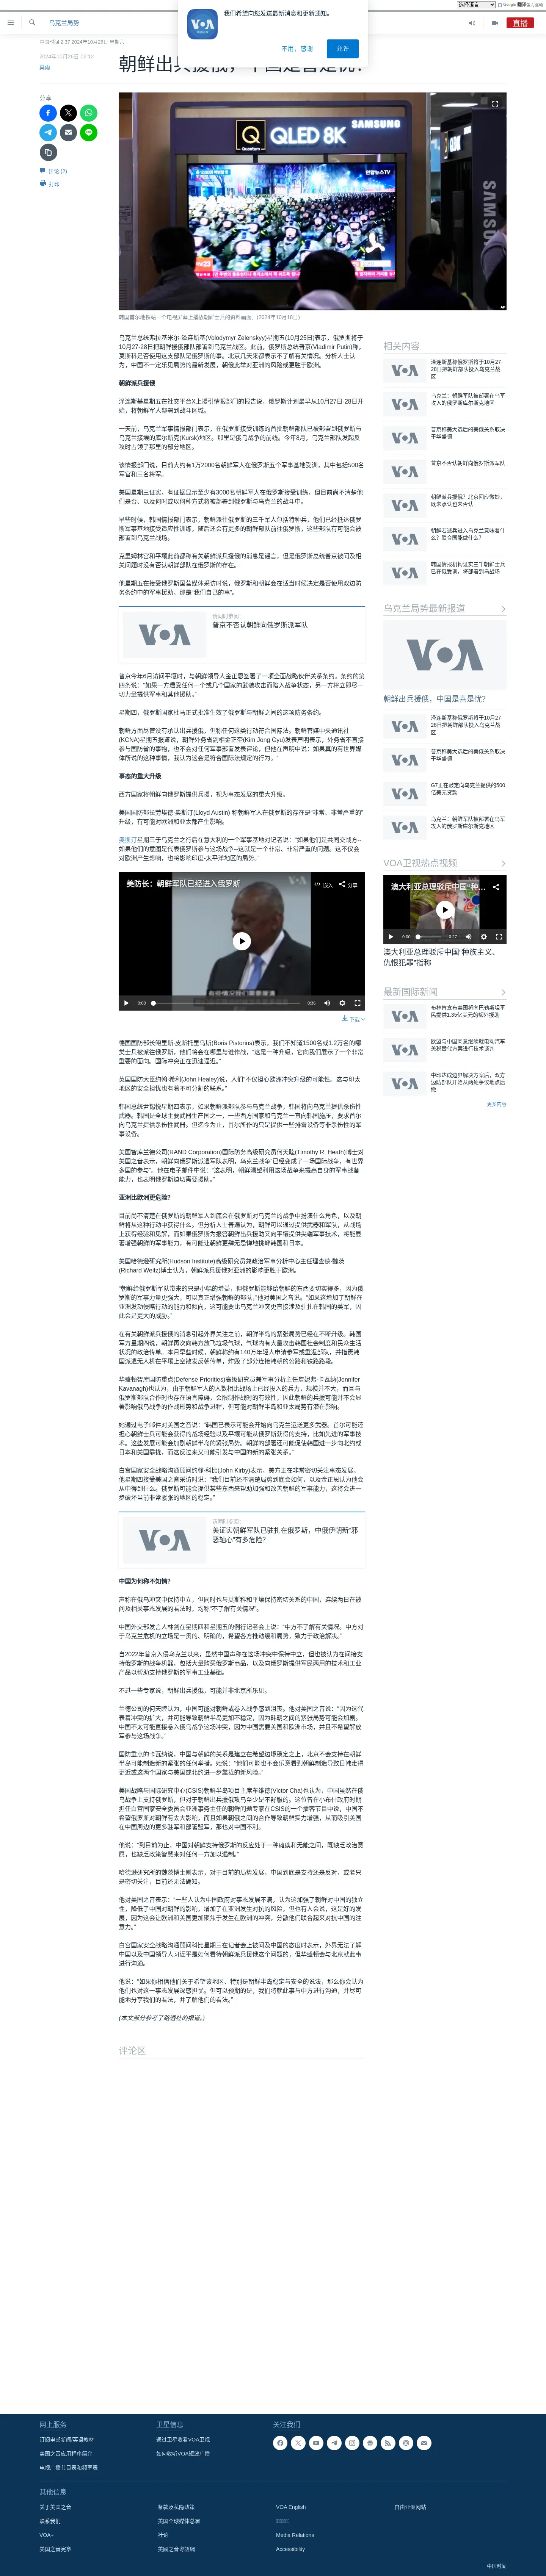 选择语言
由 Google 翻译强力驱动
我们希望向您送最新消息和更新通知。
不用，感谢
允许
乌克兰局势
直播
中国时间 2:37 2024年10月26日 星期六
2024年10月26日 02:12
莫雨
分享
评论 (2)
打印
韩国首尔地铁站一个电视屏幕上播放朝鲜士兵的资料画面。(2024年10月18日)
乌克兰总统弗拉基米尔·泽连斯基(Volodymyr Zelenskyy)星期五(10月25日)表示，俄罗斯将于10月27-28日把朝鲜援俄部队部署到乌克兰战区。此前，俄罗斯总统普京(Vladimir Putin)称，莫斯科是否使用这支部队是俄罗斯的事。北京几天来都表示不了解有关情况。分析人士认为，中国不一定乐见局势的最新发展，朝俄此举对亚洲的风险或更胜于欧洲。
朝鲜派兵援俄
泽连斯基星期五在社交平台X上援引情报部门的报告说，俄罗斯计划最早从10月27日-28日开始，将朝鲜军人部署到战斗区域。
一天前，乌克兰军事情报部门表示，在俄罗斯接受训练的首批朝鲜部队已被部署到俄罗斯与乌克兰接壤的库尔斯克(Kursk)地区。那里是俄乌战争的前线。今年8月，乌克兰部队发起反攻时占领了那里的部分地区。
该情报部门说，目前大约有1万2000名朝鲜军人在俄罗斯五个军事基地受训，其中包括500名军官和三名将军。
美国星期三证实，有证据显示至少有3000名朝鲜军人在俄罗斯接受训练，但目前尚不清楚他们是否、以及何时或以何种方式将被部署到俄罗斯与乌克兰的战斗中。
早些时候，韩国情报部门表示，朝鲜派往俄罗斯的三千军人包括特种兵，他们已经抵达俄罗斯军事基地接受适应性训练，随后还会有更多的朝鲜部队前往俄罗斯，这些部队有可能会被部署到乌克兰战场。
克里姆林宫和平壤此前都称有关朝鲜派兵援俄的消息是谣言，但是俄罗斯总统普京被问及相关问题时没有否认朝鲜部队在俄罗斯的存在。
他星期五在接受俄罗斯国营媒体采访时说，俄罗斯和朝鲜会在适当时候决定是否使用双边防务条约中的军事援助，那是“我们自己的事”。
请同时参阅:
普京不否认朝鲜向俄罗斯派军队
普京今年6月访问平壤时，与朝鲜领导人金正恩签署了一项全面战略伙伴关系条约。条约的第四条说：“如果一方遭受任何一个或几个国家的武装攻击而陷入战争状态，另一方将立即尽一切力量提供军事和其他援助。”
星期四，俄罗斯国家杜马正式批准生效了俄罗斯与朝鲜之间的这项防务条约。
朝鲜方面尽管没有承认出兵援俄，但称任何这类行动符合国际法。朝鲜官媒中央通讯社(KCNA)星期五报道说，朝鲜外务省副相金正奎(Kim Jong Gyu)发表声明表示，外务省不直接参与国防省的事物，也不会对任何军事部署发表评论，但他在声明中说：如果真的有世界媒体所说的这种事情，我认为这会是符合国际规范行为的一种行动。”
事态的重大升级
西方国家将朝鲜向俄罗斯提供兵援，视为事态发展的重大升级。
美国国防部长劳埃德·奥斯汀(Lloyd Austin) 称朝鲜军人在俄罗斯的存在是“非常、非常严重的” 升级，有可能对欧洲和亚太都产生影响。
奥斯汀星期三于乌克兰之行后在意大利的一个军事基地对记者说：“如果他们是共同交战方--如果他们的意图是代表俄罗斯参与这场战争--这就是一个非常、非常严重的问题。这不仅会对欧洲产生影响，也将影响印度-太平洋地区的局势。”
美防长：朝鲜军队已经进入俄罗斯
嵌入
分享
0:00
0:36
下载
德国国防部长鲍里斯·皮斯托里乌斯(Boris Pistorius)表示，我们不知道1500名或1.2万名的哪类士兵被派往俄罗斯，他们将会在哪里与谁作战，“这是一种升级，它向我们展示了一个非常重要的面向。国际冲突正在迅速逼近。”
英国国防大臣约翰·希利(John Healey)说，人们“不仅担心欧洲冲突升级的可能性。这与印太地区的安全担忧也有着不可分割的联系。”
韩国总统尹锡悦星期四表示，如果朝鲜派部队参与乌克兰战争，韩国将向乌克兰提供杀伤性武器。韩国是全球主要武器生产国之一，一些西方国家和乌克兰都希望并要求，首尔向前向乌克兰提供杀伤性武器。但迄今为止，首尔所作的只是提供一些排雷设备等非杀伤性的军事设备。
美国智库兰德公司(RAND Corporation)国际防务高级研究员何天睦(Timothy R. Heath)博士对美国之音表示，朝鲜向俄罗斯派遣军队表明，乌克兰战争“已经变成了一场国际战争，有世界多国的参与”。他在电子邮件中说：“这表明，朝鲜渴望利用这场战争来提高自身的军事战备能力，也表明俄罗斯迫切需要援助。”
亚洲比欧洲更危险?
目前尚不清楚在俄罗斯的朝鲜军人到底会在俄罗斯对乌克兰的战争中扮演什么角色，以及朝鲜将从这种行动中获得什么。但分析人士普遍认为，朝鲜可以通过提供武器和军队，从战场上获得经验和见解，而如果俄罗斯为报答朝鲜出兵援助又向平壤提供尖端军事技术，将能显著增强朝鲜的军事能力，有可能让朝鲜更肆无忌惮地挑衅韩国和日本。
美国哈德逊研究所(Hudson Institute)高级研究员兼政治军事分析中心主任理查德·魏茨(Richard Weitz)博士认为，朝鲜派兵援俄对亚洲的影响更胜于欧洲。
“朝鲜给俄罗斯军队带来的只是小幅的增益，但俄罗斯能够给朝鲜的东西要切实得多，因为俄罗斯的军事力量更强大，可以真正增强朝鲜的部队，”他对美国之音说。“如果这增加了朝鲜在亚洲发动侵略行动的能力和倾向，这可能要比乌克兰冲突更直接涉及驻扎在韩国的美军，因此会有更大的威胁。”
在有关朝鲜派兵援俄的消息引起外界关注之前，朝鲜半岛的紧张局势已经在不断升级。韩国军方星期四说，朝鲜再次向韩方放飞垃圾气球，气球内有大量攻击韩国社会制度和民众生活状况的政治传单。本月早些时候，朝鲜称约有140万年轻人申请参军或重返部队，并指责韩国派遣无人机在平壤上空散发反朝传单，炸毁了部分连接韩朝的公路和铁路路段。
华盛顿智库国防重点(Defense Priorities)高级研究员兼军事分析主任詹妮弗·卡瓦纳(Jennifer Kavanagh)也认为，由于朝鲜军人的人数相比战场上已经投入的兵力，规模并不大，而且与俄罗斯部队合作时也存在语言障碍，会限制作战时的有效性，因此朝鲜的兵援可能不会显著影响俄乌战争的作战形势和战争进程，但可能对朝鲜半岛和亚太局势有着潜在影响。
她通过电子邮件对美国之音说：“韩国已表示可能会开始向乌克兰运送更多武器。首尔可能还担心朝鲜士兵可能会获得的战场经验以及平壤可能从俄罗斯获得的支持，比如先进的军事技术。这些发展可能会加剧朝鲜半岛的紧张局势。朝鲜的部署还可能促使韩国进一步向北约或日本和美国靠拢，而这反过来又可能引发与中国的新的紧张关系。”
白宫国家安全战略沟通顾问约翰·科比(John Kirby)表示，美方正在非常密切关注事态发展。他星期四接受美国之音采访时说：“我们目前还不清楚局势到底会如何，以及金正恩认为他会从中得到什么。俄罗斯可能会提供某些东西来帮助加强和改善朝鲜的军事能力，这将会进一步破坏当前非常紧张的地区的稳定。”
请同时参阅:
美证实朝鲜军队已驻扎在俄罗斯，中俄伊朝新“邪恶轴心”有多危险?
中国为何称不知情?
声称在俄乌冲突中保持中立，但同时也与莫斯科和平壤保持密切关系的中国，连续两日在被问及相关事态发展的看法时，均称“不了解有关情况”。
中国外交部发言人林剑在星期四和星期五的例行记者会上说：“中方不了解有关情况。中方对于乌克兰危机的立场是一贯的、明确的，希望各方推动缓和局势，致力于政治解决。”
自2022年普京入侵乌克兰以来，虽然中国声称在这场冲突中保持中立，但也被认为在间接支持俄罗斯的战争机器，包括大量购买俄罗斯商品，以及向俄罗斯提供军民两用的技术和工业产品以帮助支持俄罗斯的军事工业基础。
不过一些专家说，朝鲜出兵援俄，可能并非北京所乐见。
兰德公司的何天睦认为，中国可能对朝鲜或卷入战争感到沮丧。他对美国之音说：“因为这代表着冲突的升级，并可能导致朝鲜半岛更加不稳定，因为韩朝之间的紧张局势可能会加剧。中国不太可能直接卷入俄乌战争这场冲突，因为中国需要美国和欧洲市场，并且不希望解放军参与这场战争。”
国防重点的卡瓦纳说，中国与朝鲜的关系是建立在希望边境稳定之上，北京不会支持在朝鲜半岛可能制造新的紧张的任何举措。她说：“他们可能也不会乐意看到朝鲜制造导致日韩走得更近或这两个国家与美国或北约进一步靠拢的新风险。”
美国战略与国际研究中心(CSIS)朝鲜半岛项目主席车维德(Victor Cha)也认为，中国虽然在俄乌战争上支持俄罗斯，但对于朝鲜出兵援俄攻乌至少是不舒服的。这位曾在小布什政府时期担任白宫国家安全委员会亚洲事务主任的朝鲜问题专家在CSIS的一个播客节目中说，中国不希望俄罗斯对朝鲜有太大影响，而且如果朝俄之间的合作导致朝鲜实力增强，从而吸引美国在中国周边的更多驻军和部署盟军，那也对中国不利。
他说：“到目前为止，中国对朝鲜支持俄罗斯的反应处于一种瘫痪和无能之间，既缺乏政治意愿，也缺乏政策智慧来对任何一方加以遏制。”
哈德逊研究所的魏茨博士则表示，对于目前的局势发展，中国到底是支持还是反对，或者只是密切关注，目前还无法确知。
他对美国之音表示：“一些人认为中国对政府对事态发展不满，认为这加强了朝鲜对中国的独立性，降低了中国对朝鲜的影响，增加了在亚洲发生对抗的风险，但也有人会说，这是好的发展，因为这会让欧洲和美国更加聚焦于发生在欧洲的冲突，分散他们联合起来对抗中国的注意力。”
白宫国家安全战略沟通顾问科比星期三在记者会上被问及中国的态度时表示，外界无法了解中国以及中国领导人习近平是如何看待朝鲜派兵援俄这个问题的，但华盛顿会与北京就此事进行沟通。
他说：“如果你相信他们关于希望该地区、特别是朝鲜半岛稳定与安全的说法，那么你会认为他们也对这一事态发展深感担忧。但可以预期的是，我们将就此事与中方进行沟通，并尽可能地分享我们的看法，并了解他们的看法。”
(本文部分参考了路透社的报道。)
评论区
相关内容
泽连斯基称俄罗斯将于10月27-28日把朝鲜部队投入乌克兰战区
乌克兰：朝鲜军队被部署在乌军攻入的俄罗斯库尔斯克地区
普京称美大选后的美俄关系取决于华盛顿
普京不否认朝鲜向俄罗斯派军队
朝鲜派兵援俄？北京回应微妙，既未承认也未否认
朝鲜若派兵进入乌克兰意味着什么？联合国能做什么？
韩国情报机构证实三千朝鲜士兵已在俄受训，将部署到乌战场
乌克兰局势最新报道
朝鲜出兵援俄，中国是喜是忧?
泽连斯基称俄罗斯将于10月27-28日把朝鲜部队投入乌克兰战区
普京称美大选后的美俄关系取决于华盛顿
G7正在敲定向乌克兰提供的500亿美元贷款
乌克兰：朝鲜军队被部署在乌军攻入的俄罗斯库尔斯克地区
VOA卫视热点视频
澳大利亚总理驳斥中国“种…
0:00
0:27
澳大利亚总理驳斥中国“种族主义、仇恨犯罪”指称
最新国际新闻
布林肯宣布美国将向巴勒斯坦平民提供1.35亿美元的额外援助
欧盟与中国同意继续就电动汽车关税替代方案进行技术谈判
中印达成边界解决方案后，双方边防部队开始从两处争议地点后撤
更多内容
网上服务
订阅电邮新闻/英语教材
美国之音应用程序简介
电视广播节目表和频率表
卫星信息
通过卫星收看VOA卫视
如何收听VOA短波广播
关注我们
其他信息
关于美国之音
联系我们
VOA+
美国之音宪章
条款及私隐政策
美国全球媒体总署
社论
美國之音粵語網
VOA English
Media Relations
Accessibility
自由亚洲网站
中国时间